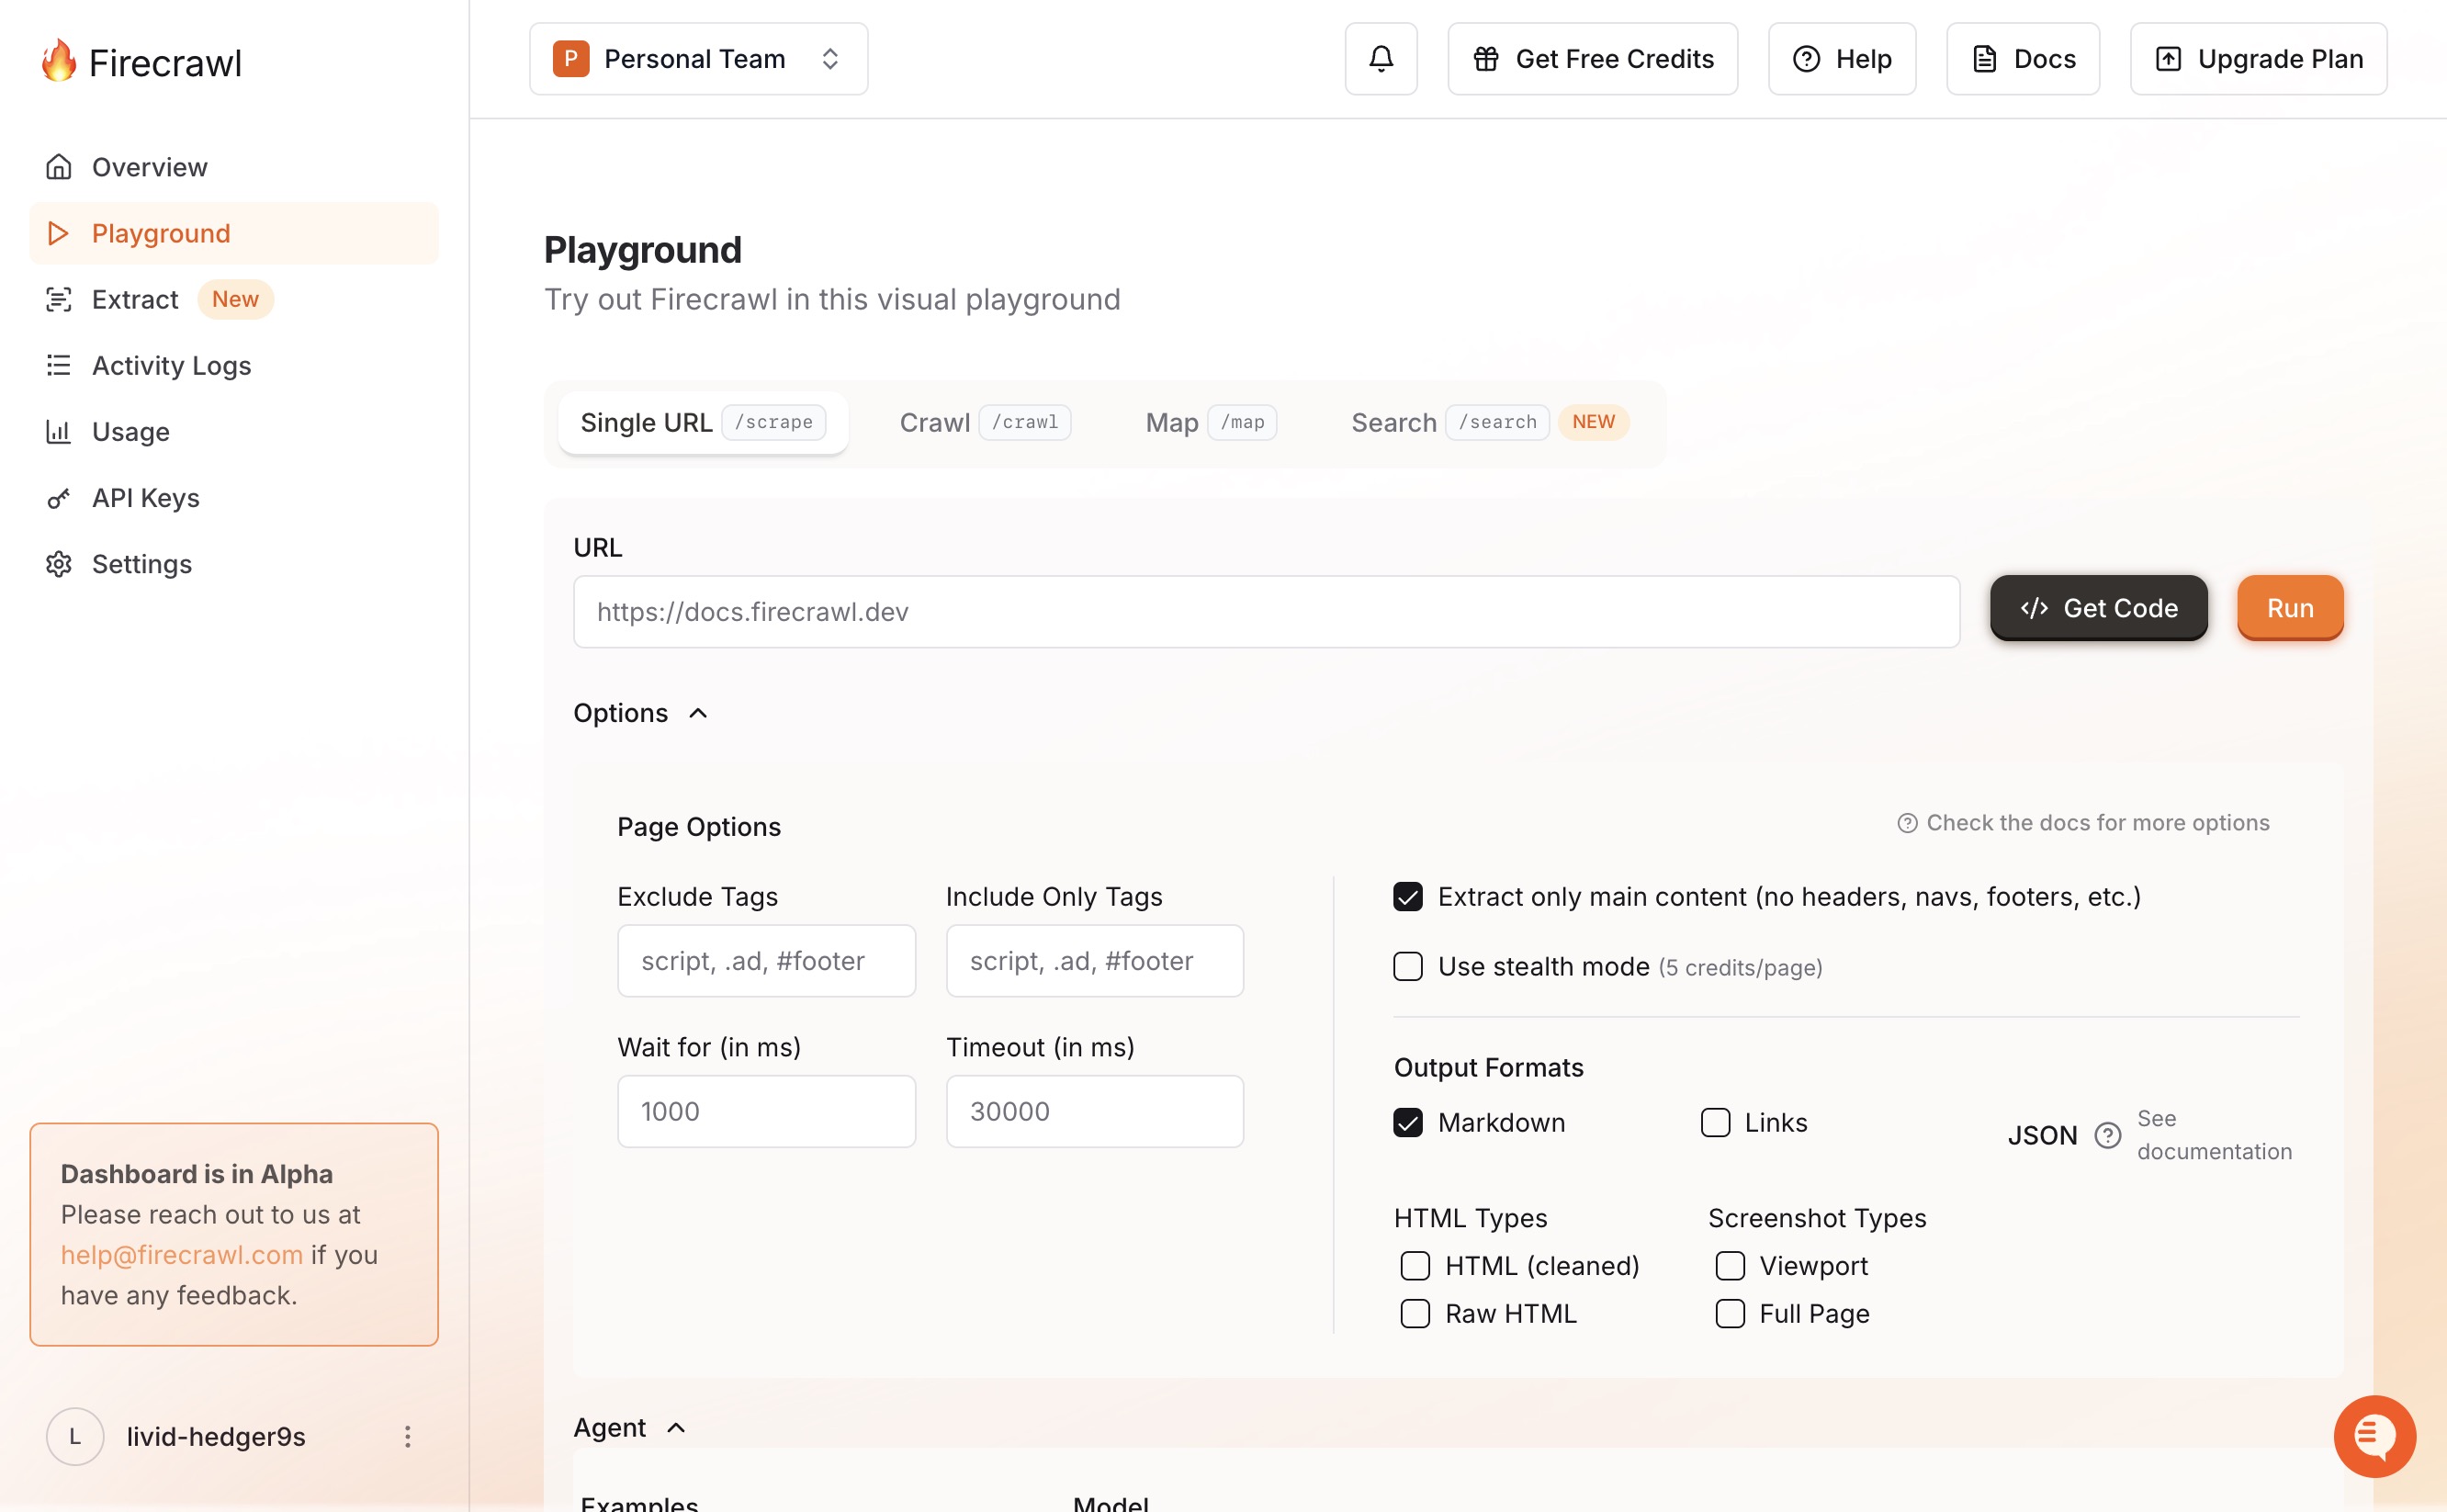 Firecrawl
Overview
Playground
Extract New
Activity Logs
Usage
API Keys
Settings
Dashboard is in Alpha
Please reach out to us at
help@firecrawl.com if you
have any feedback.
L livid-hedger9s
P Personal Team
Get Free Credits
Help
Docs
Upgrade Plan
Playground
Try out Firecrawl in this visual playground
Single URL /scrape
Crawl /crawl
Map /map
Search /search NEW
URL
https://docs.firecrawl.dev
</> Get Code
Run
Options
Page Options
Check the docs for more options
Exclude Tags
script, .ad, #footer
Include Only Tags
script, .ad, #footer
Wait for (in ms)
1000
Timeout (in ms)
30000
Extract only main content (no headers, navs, footers, etc.)
Use stealth mode (5 credits/page)
Output Formats
Markdown
Links
JSON
See
documentation
HTML Types
HTML (cleaned)
Raw HTML
Screenshot Types
Viewport
Full Page
Agent
Examples
Model